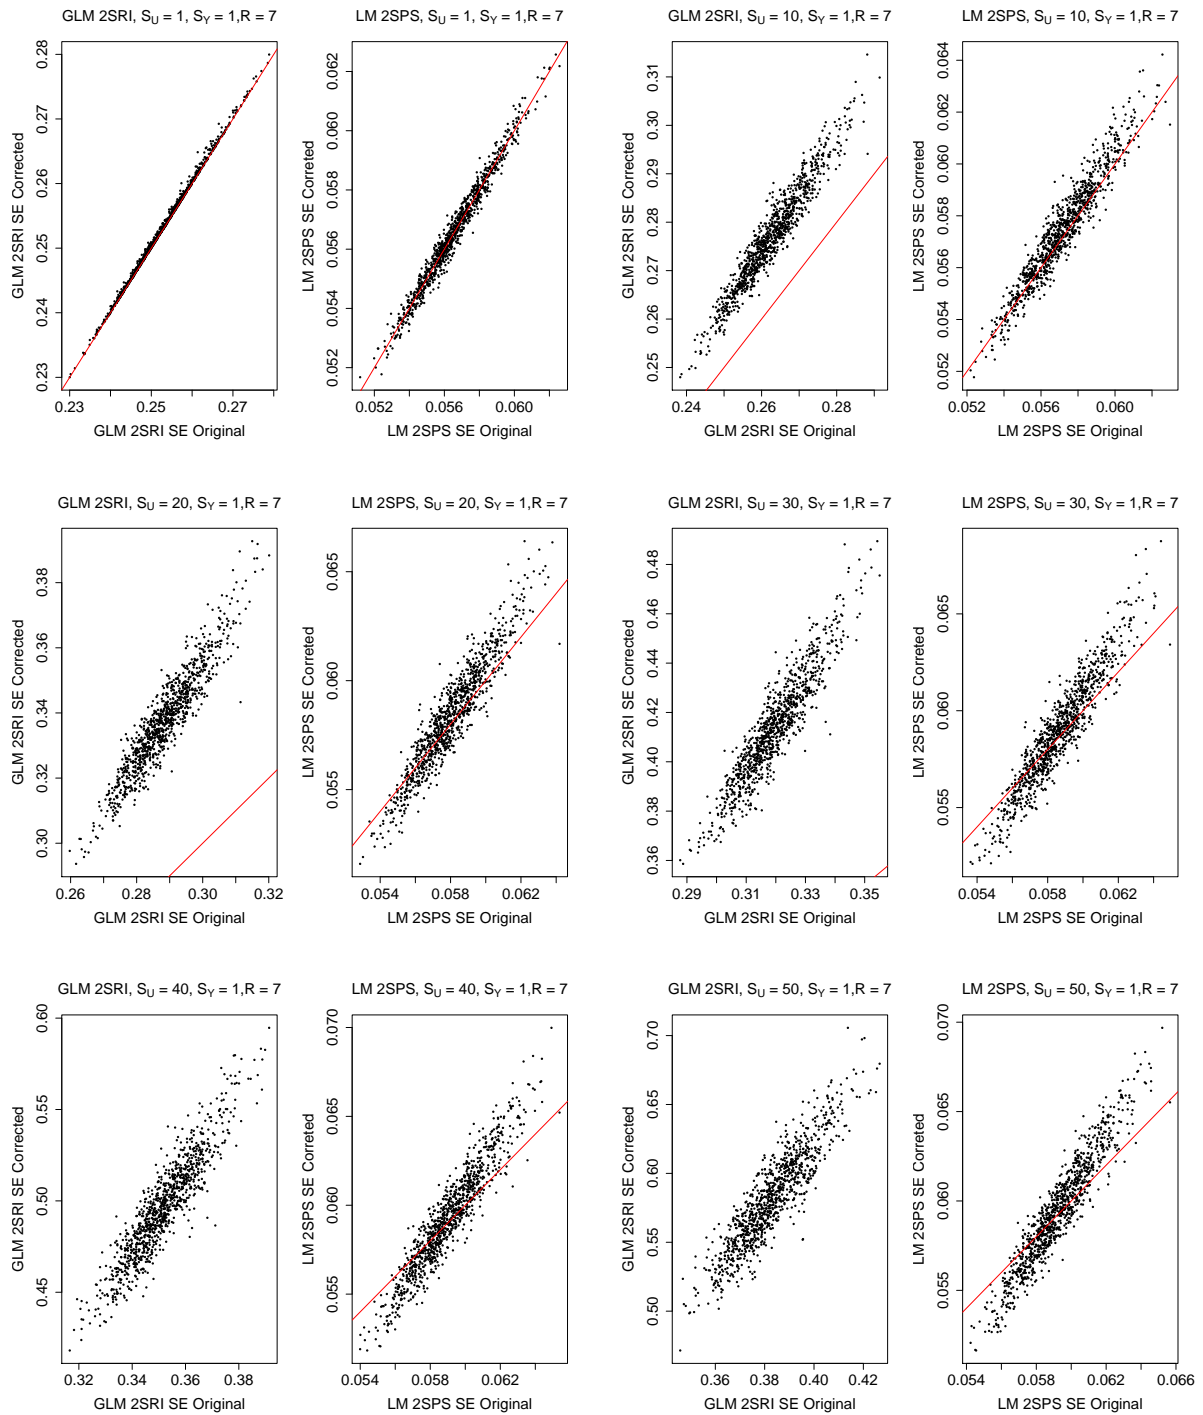 GLM 2SRI, S_U = 1, S_Y = 1,R = 7
GLM 2SRI SE Correted
0.28
0.27
0.26
0.25
0.24
0.23
0.23 0.25 0.27
GLM 2SRI SE Original
LM 2SPS, S_U = 1, S_Y = 1,R = 7
LM 2SPS SE Correted
0.062
0.060
0.058
0.056
0.054
0.052
0.052 0.056 0.060
LM 2SPS SE Original
GLM 2SRI, S_U = 10, S_Y = 1,R = 7
GLM 2SRI SE Correted
0.31
0.30
0.29
0.28
0.27
0.26
0.25
0.24 0.26 0.28
GLM 2SRI SE Original
LM 2SPS, S_U = 10, S_Y = 1,R = 7
LM 2SPS SE Correted
0.064
0.062
0.060
0.058
0.056
0.054
0.052
0.052 0.056 0.060
LM 2SPS SE Original
GLM 2SRI, S_U = 20, S_Y = 1,R = 7
GLM 2SRI SE Correted
0.38
0.36
0.34
0.32
0.30
0.26 0.28 0.30 0.32
GLM 2SRI SE Original
LM 2SPS, S_U = 20, S_Y = 1,R = 7
LM 2SPS SE Correted
0.065
0.060
0.055
0.054 0.058 0.062
LM 2SPS SE Original
GLM 2SRI, S_U = 30, S_Y = 1,R = 7
GLM 2SRI SE Correted
0.48
0.46
0.44
0.42
0.40
0.38
0.36
0.29 0.31 0.33 0.35
GLM 2SRI SE Original
LM 2SPS, S_U = 30, S_Y = 1,R = 7
LM 2SPS SE Correted
0.065
0.060
0.055
0.054 0.058 0.062
LM 2SPS SE Original
GLM 2SRI, S_U = 40, S_Y = 1,R = 7
GLM 2SRI SE Correted
0.60
0.55
0.50
0.45
0.32 0.34 0.36 0.38
GLM 2SRI SE Original
LM 2SPS, S_U = 40, S_Y = 1,R = 7
LM 2SPS SE Correted
0.070
0.065
0.060
0.055
0.054 0.058 0.062
LM 2SPS SE Original
GLM 2SRI, S_U = 50, S_Y = 1,R = 7
GLM 2SRI SE Correted
0.70
0.65
0.60
0.55
0.50
0.36 0.38 0.40 0.42
GLM 2SRI SE Original
LM 2SPS, S_U = 50, S_Y = 1,R = 7
LM 2SPS SE Correted
0.070
0.065
0.060
0.055
0.054 0.058 0.062 0.066
LM 2SPS SE Original